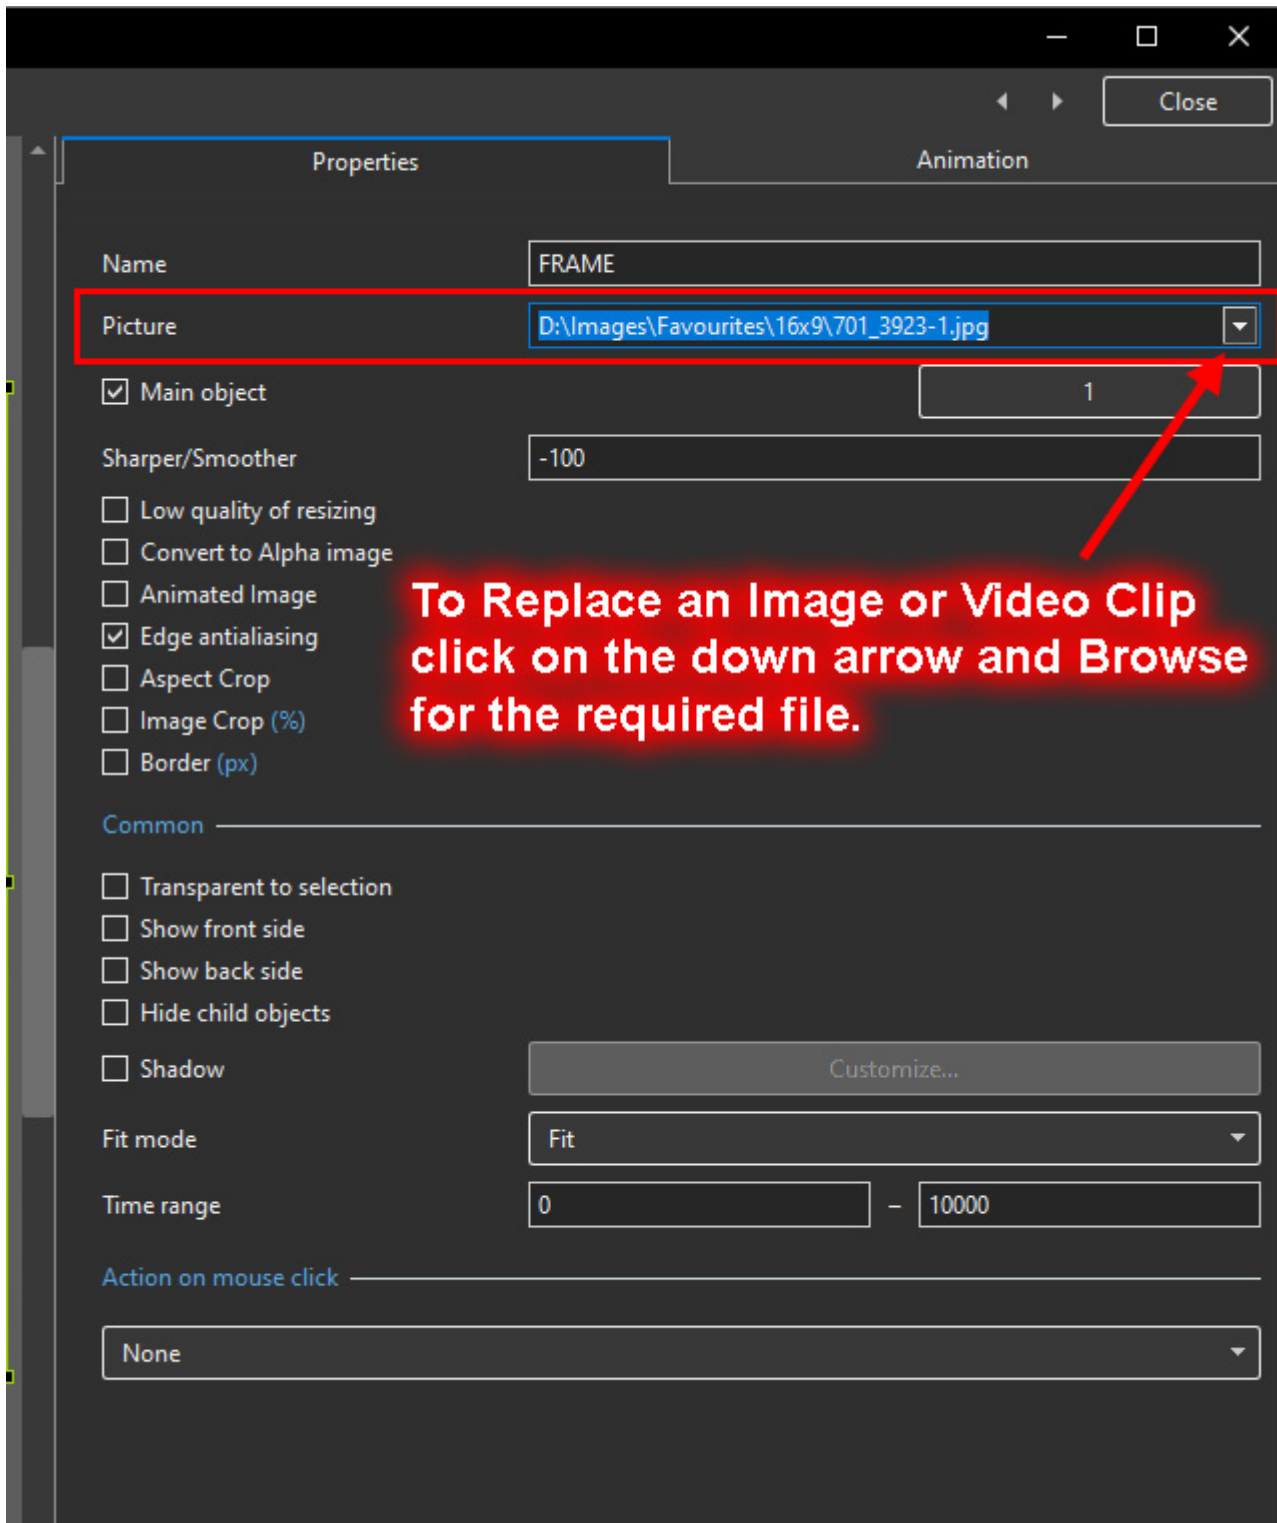 Close
Properties
Animation
Name
FRAME
Picture
D:\Images\Favourites\16x9\701_3923-1.jpg
Main object
1
Sharper/Smoother
-100
Low quality of resizing
Convert to Alpha image
Animated Image
Edge antialiasing
Aspect Crop
Image Crop (%)
Border (px)
To Replace an Image or Video Clip
click on the down arrow and Browse
for the required file.
Common
Transparent to selection
Show front side
Show back side
Hide child objects
Shadow
Customize...
Fit mode
Fit
Time range
0 – 10000
Action on mouse click
None